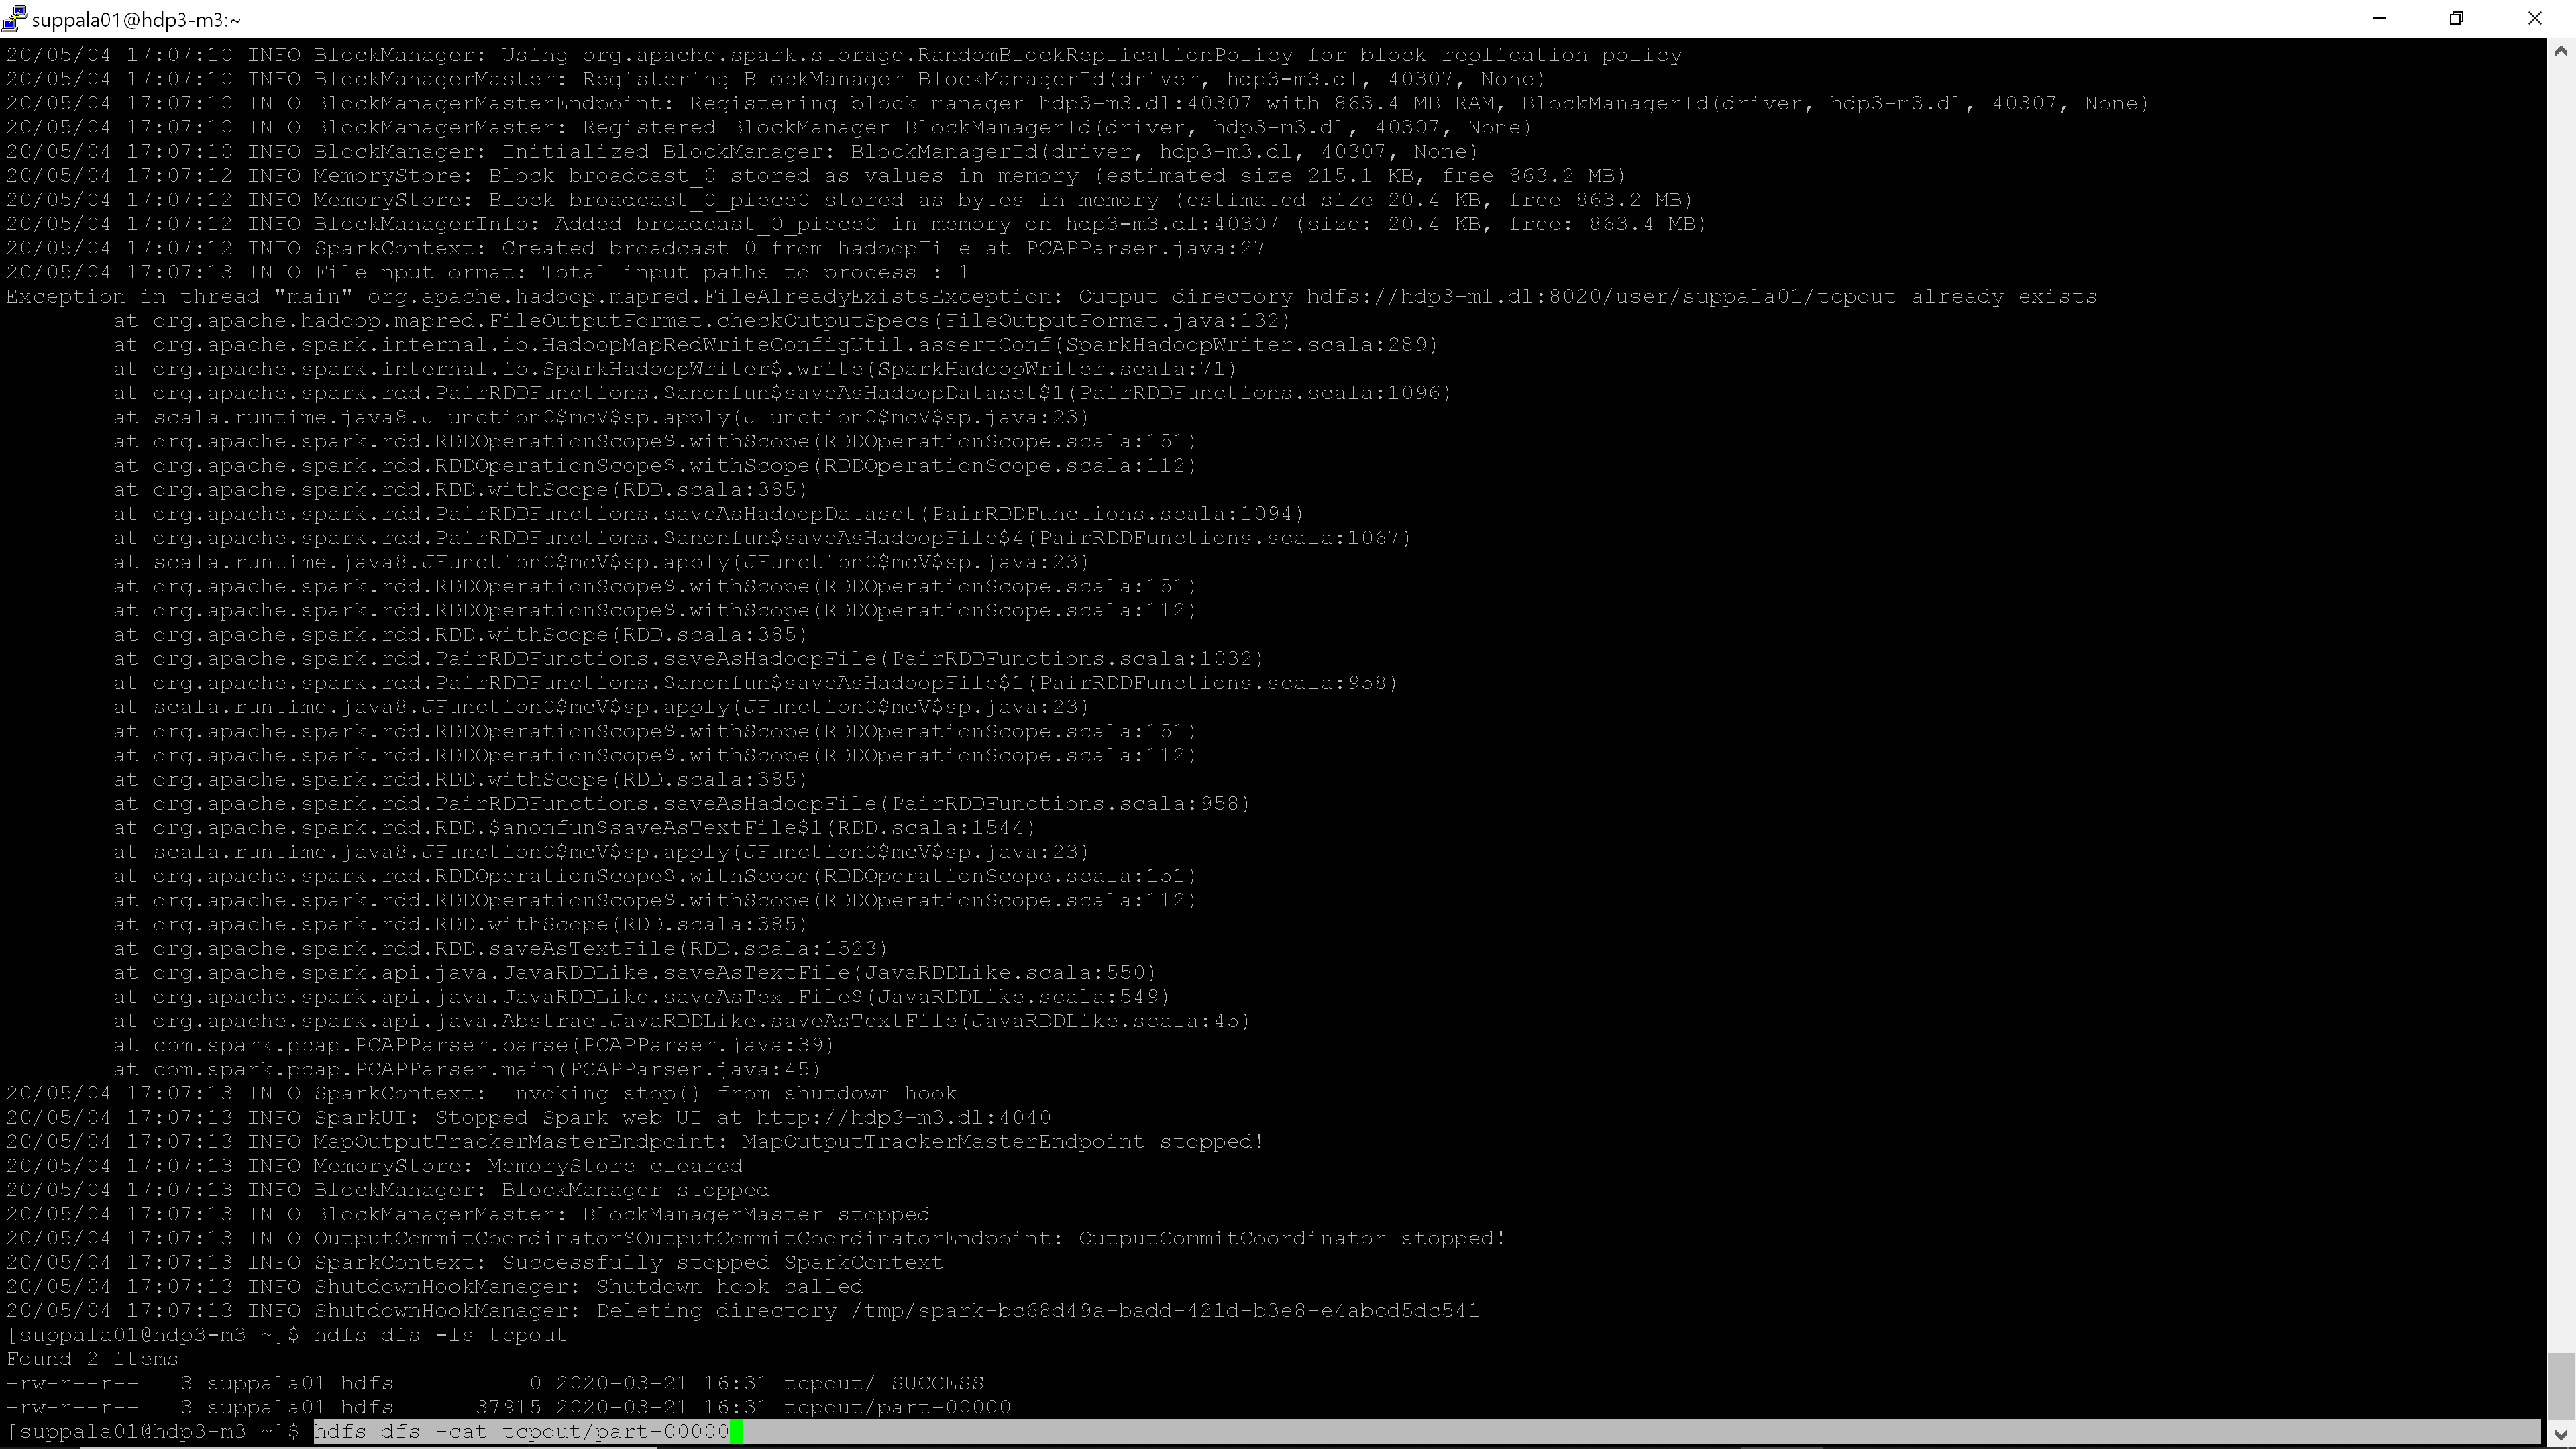 suppala01@hdp3-m3:~
20/05/04 17:07:10 INFO BlockManager: Using org.apache.spark.storage.RandomBlockReplicationPolicy for block replication policy
20/05/04 17:07:10 INFO BlockManagerMaster: Registering BlockManager BlockManagerId(driver, hdp3-m3.dl, 40307, None)
20/05/04 17:07:10 INFO BlockManagerMasterEndpoint: Registering block manager hdp3-m3.dl:40307 with 863.4 MB RAM, BlockManagerId(driver, hdp3-m3.dl, 40307, None)
20/05/04 17:07:10 INFO BlockManagerMaster: Registered BlockManager BlockManagerId(driver, hdp3-m3.dl, 40307, None)
20/05/04 17:07:10 INFO BlockManager: Initialized BlockManager: BlockManagerId(driver, hdp3-m3.dl, 40307, None)
20/05/04 17:07:12 INFO MemoryStore: Block broadcast_0 stored as values in memory (estimated size 215.1 KB, free 863.2 MB)
20/05/04 17:07:12 INFO MemoryStore: Block broadcast_0_piece0 stored as bytes in memory (estimated size 20.4 KB, free 863.2 MB)
20/05/04 17:07:12 INFO BlockManagerInfo: Added broadcast_0_piece0 in memory on hdp3-m3.dl:40307 (size: 20.4 KB, free: 863.4 MB)
20/05/04 17:07:12 INFO SparkContext: Created broadcast 0 from hadoopFile at PCAPParser.java:27
20/05/04 17:07:13 INFO FileInputFormat: Total input paths to process : 1
Exception in thread "main" org.apache.hadoop.mapred.FileAlreadyExistsException: Output directory hdfs://hdp3-m1.dl:8020/user/suppala01/tcpout already exists
at org.apache.hadoop.mapred.FileOutputFormat.checkOutputSpecs(FileOutputFormat.java:132)
at org.apache.spark.internal.io.HadoopMapRedWriteConfigUtil.assertConf(SparkHadoopWriter.scala:289)
at org.apache.spark.internal.io.SparkHadoopWriter$.write(SparkHadoopWriter.scala:71)
at org.apache.spark.rdd.PairRDDFunctions.$anonfun$saveAsHadoopDataset$1(PairRDDFunctions.scala:1096)
at scala.runtime.java8.JFunction0$mcV$sp.apply(JFunction0$mcV$sp.java:23)
at org.apache.spark.rdd.RDDOperationScope$.withScope(RDDOperationScope.scala:151)
at org.apache.spark.rdd.RDDOperationScope$.withScope(RDDOperationScope.scala:112)
at org.apache.spark.rdd.RDD.withScope(RDD.scala:385)
at org.apache.spark.rdd.PairRDDFunctions.saveAsHadoopDataset(PairRDDFunctions.scala:1094)
at org.apache.spark.rdd.PairRDDFunctions.$anonfun$saveAsHadoopFile$4(PairRDDFunctions.scala:1067)
at scala.runtime.java8.JFunction0$mcV$sp.apply(JFunction0$mcV$sp.java:23)
at org.apache.spark.rdd.RDDOperationScope$.withScope(RDDOperationScope.scala:151)
at org.apache.spark.rdd.RDDOperationScope$.withScope(RDDOperationScope.scala:112)
at org.apache.spark.rdd.RDD.withScope(RDD.scala:385)
at org.apache.spark.rdd.PairRDDFunctions.saveAsHadoopFile(PairRDDFunctions.scala:1032)
at org.apache.spark.rdd.PairRDDFunctions.$anonfun$saveAsHadoopFile$1(PairRDDFunctions.scala:958)
at scala.runtime.java8.JFunction0$mcV$sp.apply(JFunction0$mcV$sp.java:23)
at org.apache.spark.rdd.RDDOperationScope$.withScope(RDDOperationScope.scala:151)
at org.apache.spark.rdd.RDDOperationScope$.withScope(RDDOperationScope.scala:112)
at org.apache.spark.rdd.RDD.withScope(RDD.scala:385)
at org.apache.spark.rdd.PairRDDFunctions.saveAsHadoopFile(PairRDDFunctions.scala:958)
at org.apache.spark.rdd.RDD.$anonfun$saveAsTextFile$1(RDD.scala:1544)
at scala.runtime.java8.JFunction0$mcV$sp.apply(JFunction0$mcV$sp.java:23)
at org.apache.spark.rdd.RDDOperationScope$.withScope(RDDOperationScope.scala:151)
at org.apache.spark.rdd.RDDOperationScope$.withScope(RDDOperationScope.scala:112)
at org.apache.spark.rdd.RDD.withScope(RDD.scala:385)
at org.apache.spark.rdd.RDD.saveAsTextFile(RDD.scala:1523)
at org.apache.spark.api.java.JavaRDDLike.saveAsTextFile(JavaRDDLike.scala:550)
at org.apache.spark.api.java.JavaRDDLike.saveAsTextFile$(JavaRDDLike.scala:549)
at org.apache.spark.api.java.AbstractJavaRDDLike.saveAsTextFile(JavaRDDLike.scala:45)
at com.spark.pcap.PCAPParser.parse(PCAPParser.java:39)
at com.spark.pcap.PCAPParser.main(PCAPParser.java:45)
20/05/04 17:07:13 INFO SparkContext: Invoking stop() from shutdown hook
20/05/04 17:07:13 INFO SparkUI: Stopped Spark web UI at http://hdp3-m3.dl:4040
20/05/04 17:07:13 INFO MapOutputTrackerMasterEndpoint: MapOutputTrackerMasterEndpoint stopped!
20/05/04 17:07:13 INFO MemoryStore: MemoryStore cleared
20/05/04 17:07:13 INFO BlockManager: BlockManager stopped
20/05/04 17:07:13 INFO BlockManagerMaster: BlockManagerMaster stopped
20/05/04 17:07:13 INFO OutputCommitCoordinator$OutputCommitCoordinatorEndpoint: OutputCommitCoordinator stopped!
20/05/04 17:07:13 INFO SparkContext: Successfully stopped SparkContext
20/05/04 17:07:13 INFO ShutdownHookManager: Shutdown hook called
20/05/04 17:07:13 INFO ShutdownHookManager: Deleting directory /tmp/spark-bc68d49a-badd-421d-b3e8-e4abcd5dc541
[suppala01@hdp3-m3 ~]$ hdfs dfs -ls tcpout
Found 2 items
-rw-r--r--   3 suppala01 hdfs          0 2020-03-21 16:31 tcpout/_SUCCESS
-rw-r--r--   3 suppala01 hdfs      37915 2020-03-21 16:31 tcpout/part-00000
[suppala01@hdp3-m3 ~]$ hdfs dfs -cat tcpout/part-00000